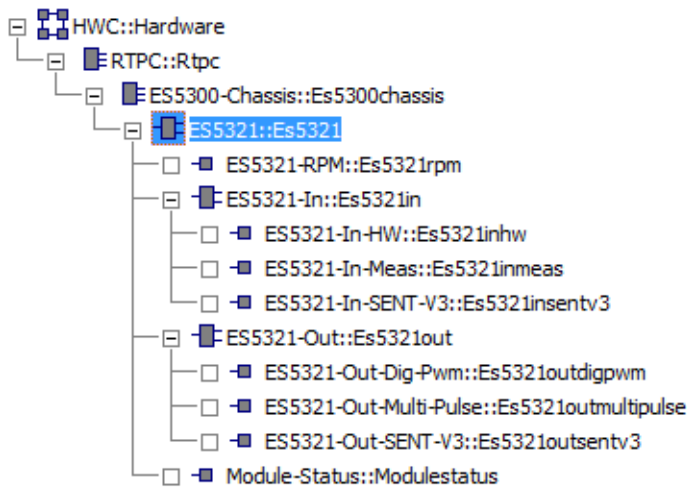 HWC::Hardware
RTPC::Rtpc
ES5300-Chassis::Es5300chassis
ES5321::Es5321
ES5321-RPM::Es5321rpm
ES5321-In::Es5321in
ES5321-In-HW::Es5321inhw
ES5321-In-Meas::Es5321inmeas
ES5321-In-SENT-V3::Es5321insentv3
ES5321-Out::Es5321out
ES5321-Out-Dig-Pwm::Es5321outdigpwm
ES5321-Out-Multi-Pulse::Es5321outmultipulse
ES5321-Out-SENT-V3::Es5321outsentv3
Module-Status::Modulestatus